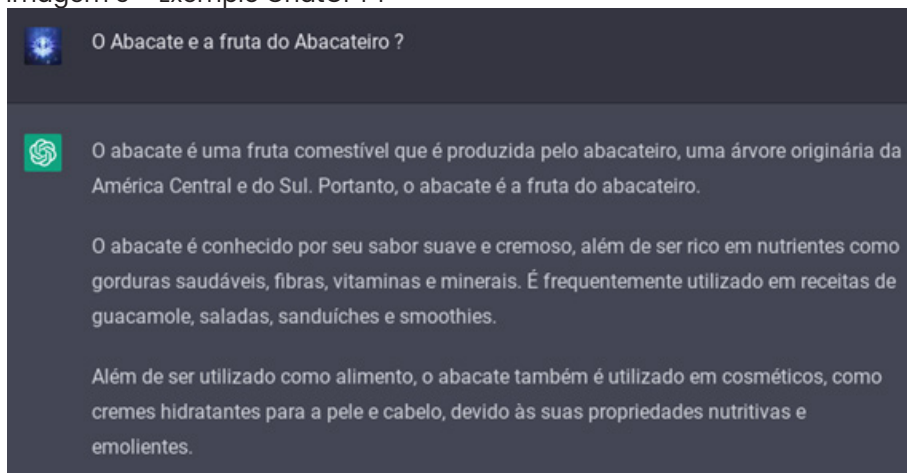 O Abacate e a fruta do Abacateiro ?
O abacate é uma fruta comestível que é produzida pelo abacateiro, uma árvore originária da
América Central e do Sul. Portanto, o abacate é a fruta do abacateiro.
O abacate é conhecido por seu sabor suave e cremoso, além de ser rico em nutrientes como
gorduras saudáveis, fibras, vitaminas e minerais. É frequentemente utilizado em receitas de
guacamole, saladas, sanduíches e smoothies.
Além de ser utilizado como alimento, o abacate também é utilizado em cosméticos, como
cremes hidratantes para a pele e cabelo, devido às suas propriedades nutritivas e
emolientes.